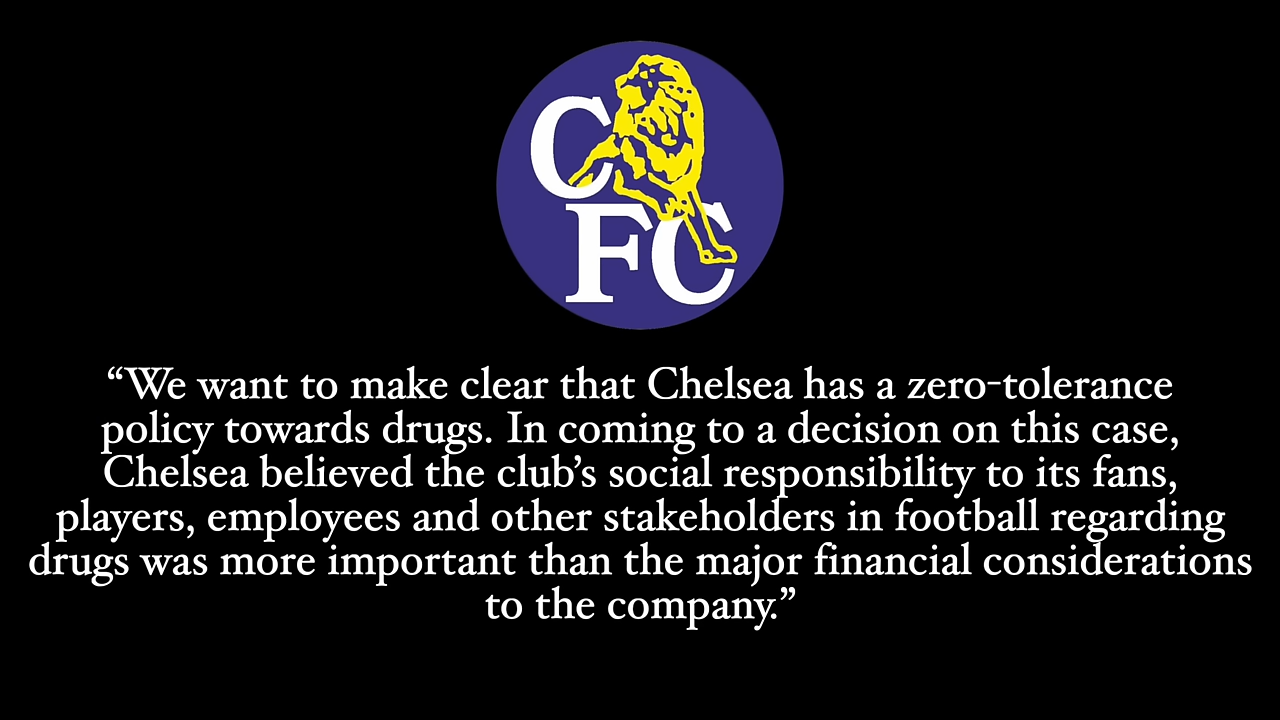 C
FC
“We want to make clear that Chelsea has a zero-tolerance
policy towards drugs. In coming to a decision on this case,
Chelsea believed the club’s social responsibility to its fans,
players, employees and other stakeholders in football regarding
drugs was more important than the major financial considerations
to the company.”